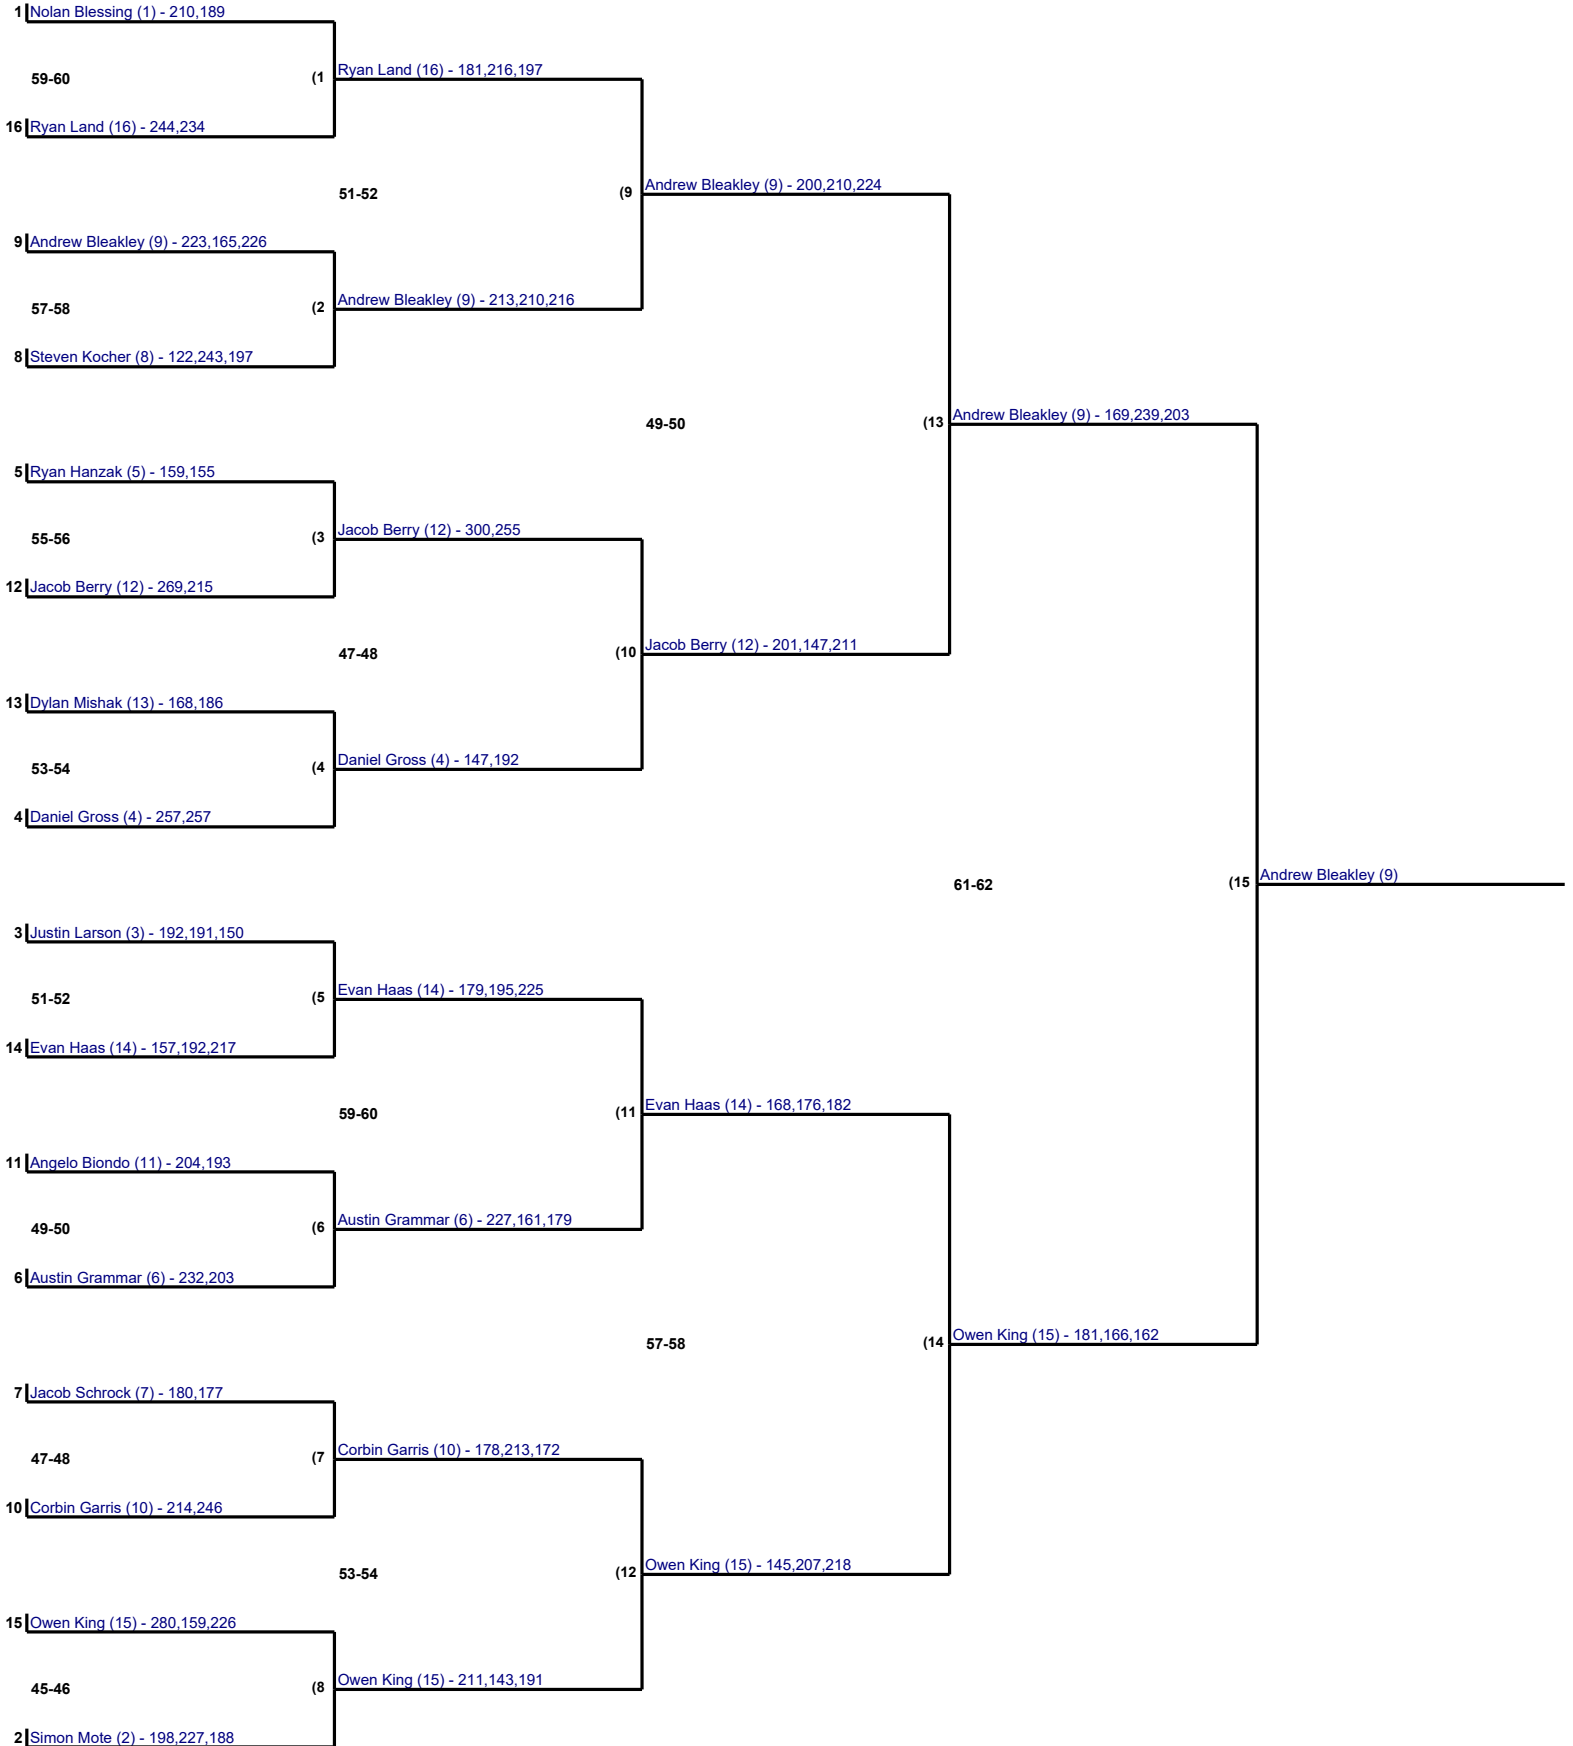 1 Nolan Blessing (1) - 210,189
59-60 (1 Ryan Land (16) - 181,216,197
16 Ryan Land (16) - 244,234
51-52 (9 Andrew Bleakley (9) - 200,210,224
9 Andrew Bleakley (9) - 223,165,226
57-58 (2 Andrew Bleakley (9) - 213,210,216
8 Steven Kocher (8) - 122,243,197
49-50 (13 Andrew Bleakley (9) - 169,239,203
5 Ryan Hanzak (5) - 159,155
55-56 (3 Jacob Berry (12) - 300,255
12 Jacob Berry (12) - 269,215
47-48 (10 Jacob Berry (12) - 201,147,211
13 Dylan Mishak (13) - 168,186
53-54 (4 Daniel Gross (4) - 147,192
4 Daniel Gross (4) - 257,257
61-62 (15 Andrew Bleakley (9)
3 Justin Larson (3) - 192,191,150
51-52 (5 Evan Haas (14) - 179,195,225
14 Evan Haas (14) - 157,192,217
59-60 (11 Evan Haas (14) - 168,176,182
11 Angelo Biondo (11) - 204,193
49-50 (6 Austin Grammar (6) - 227,161,179
6 Austin Grammar (6) - 232,203
57-58 (14 Owen King (15) - 181,166,162
7 Jacob Schrock (7) - 180,177
47-48 (7 Corbin Garris (10) - 178,213,172
10 Corbin Garris (10) - 214,246
53-54 (12 Owen King (15) - 145,207,218
15 Owen King (15) - 280,159,226
45-46 (8 Owen King (15) - 211,143,191
2 Simon Mote (2) - 198,227,188